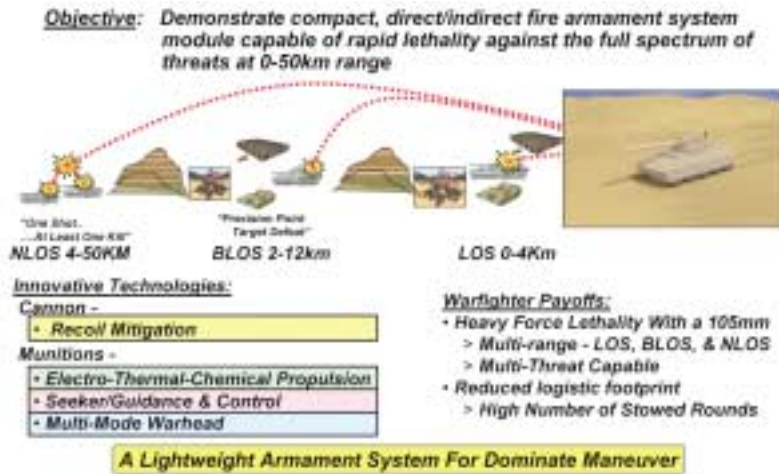 Objective: Demonstrate compact, direct/indirect fire armament system
module capable of rapid lethality against the full spectrum of
threats at 0-50km range
"One Shot..
....At Least One Kill"
NLOS 4-50KM
"Precision Point
Target Defeat"
BLOS 2-12km
LOS 0-4Km
Innovative Technologies:
Cannon -
• Recoil Mitigation
Munitions -
• Electro-Thermal-Chemical Propulsion
• Seeker/Guidance & Control
• Multi-Mode Warhead
Warfighter Payoffs:
• Heavy Force Lethality With a 105mm
> Multi-range - LOS, BLOS, & NLOS
> Multi-Threat Capable
• Reduced logistic footprint
> High Number of Stowed Rounds
A Lightweight Armament System For Dominate Maneuver